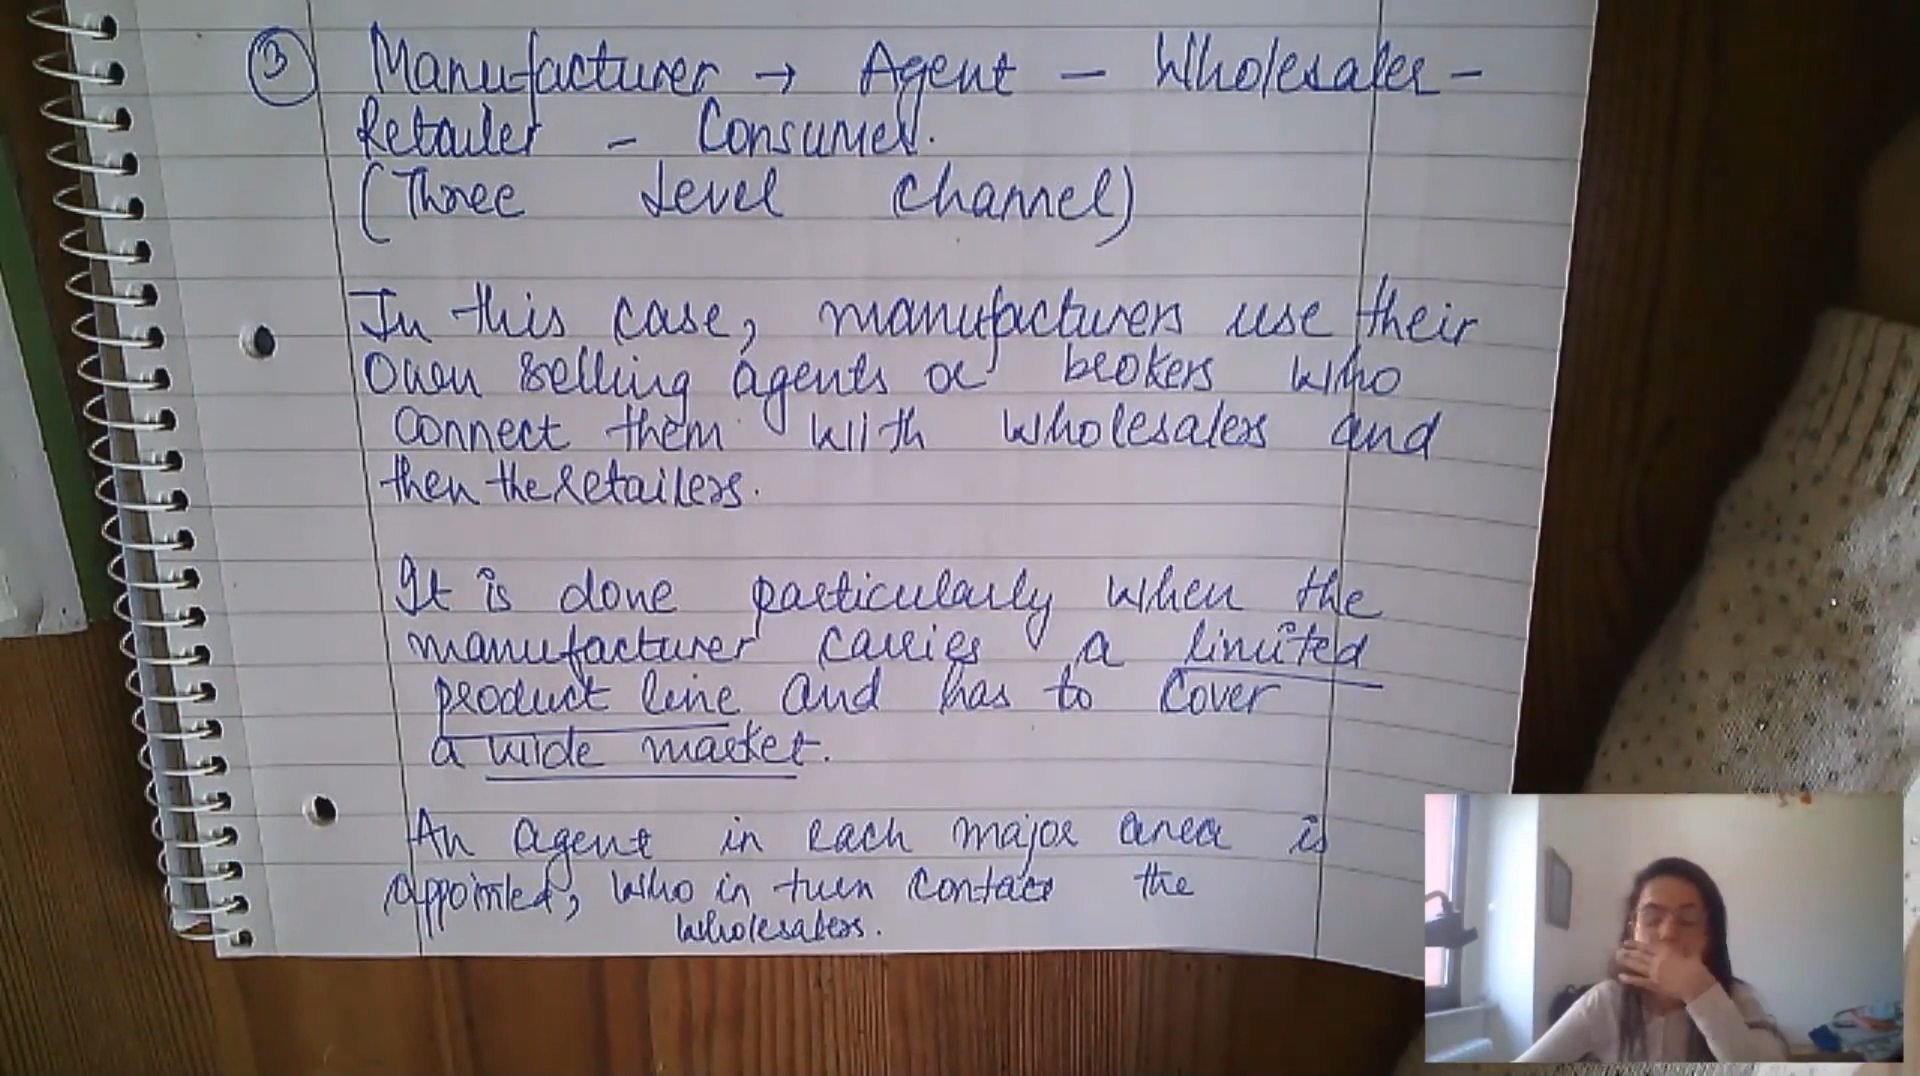 ③ Manufacturer → Agent - Wholesaler -
Retailer - Consumer.
(Three Level Channel)
In this case, manufacturers use their
own selling agents or brokers who
connect them with wholesalers and
then the retailers.
It is done particularly when the
manufacturer carries a limited
product line and has to cover
a wide market.
An agent in each major area is
appointed, who in turn contact the
wholesalers.